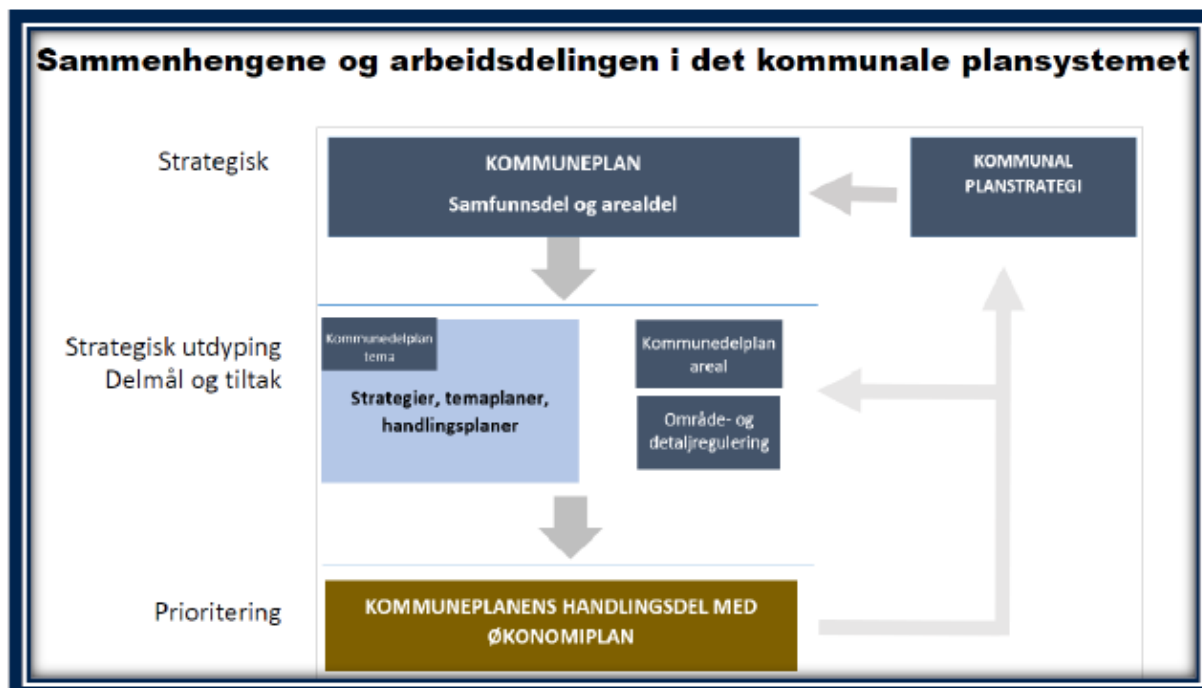 Sammenhengene og arbeidsdelingen i det kommunale plansystemet
Strategisk
KOMMUNEPLAN
Samfunnsdel og arealdel
KOMMUNAL
PLANSTRATEGI
Strategisk utdyping
Delmål og tiltak
Kommunedelplan
tema
Strategier, temaplaner,
handlingsplaner
Kommunedelplan
areal
Område- og
detaljregulering
Prioritering
KOMMUNEPLANENS HANDLINGSDEL MED
ØKONOMIPLAN